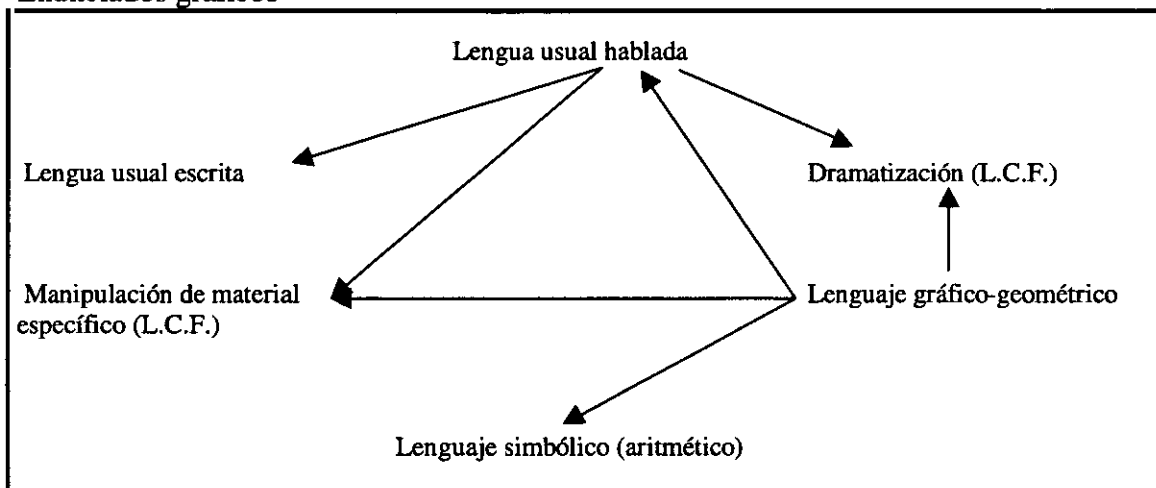 Lengua usual hablada
Lengua usual escrita
Dramatización (L.C.F.)
Manipulación de material
específico (L.C.F.)
Lenguaje gráfico-geométrico
Lenguaje simbólico (aritmético)